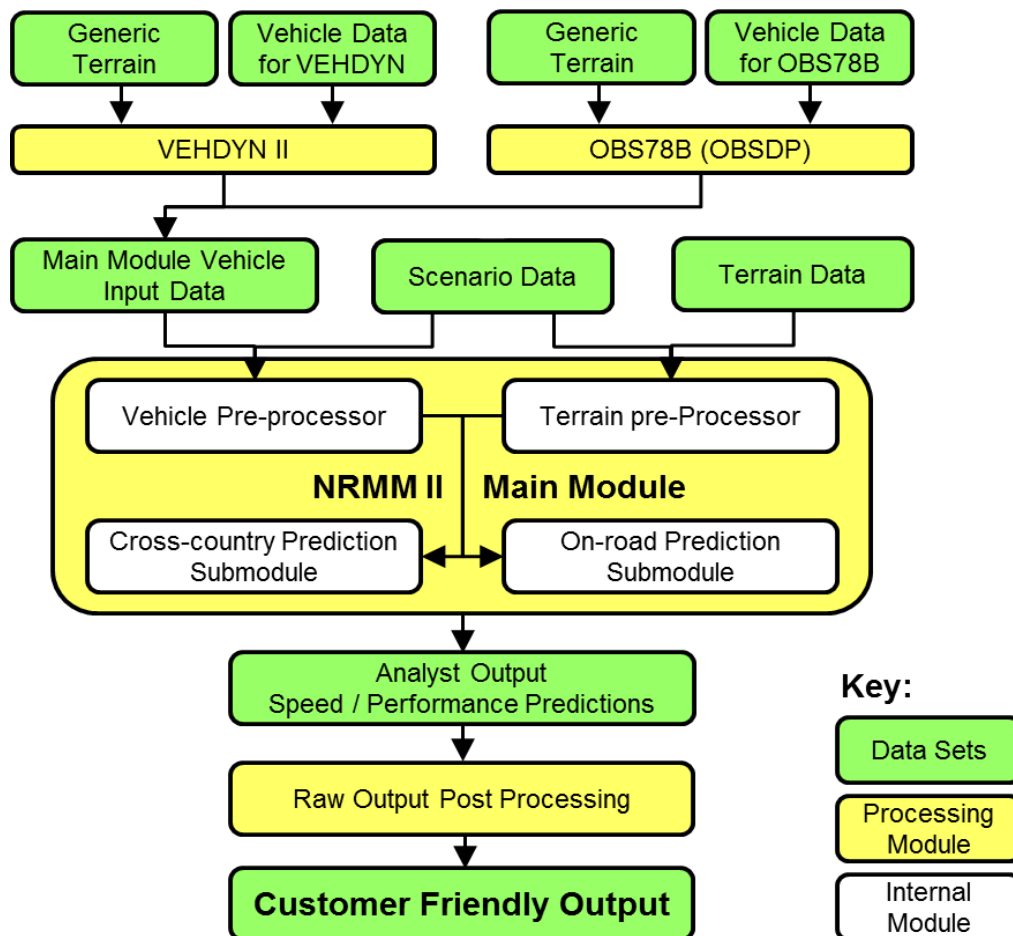 Generic
Terrain
Vehicle Data
for VEHDYN
Generic
Terrain
Vehicle Data
for OBS78B
VEHDYN II
OBS78B (OBSDP)
Main Module Vehicle
Input Data
Scenario Data
Terrain Data
Vehicle Pre-processor
Terrain pre-Processor
NRMM II Main Module
Cross-country Prediction
Submodule
On-road Prediction
Submodule
Analyst Output
Speed / Performance Predictions
Raw Output Post Processing
Customer Friendly Output
Key:
Data Sets
Processing
Module
Internal
Module